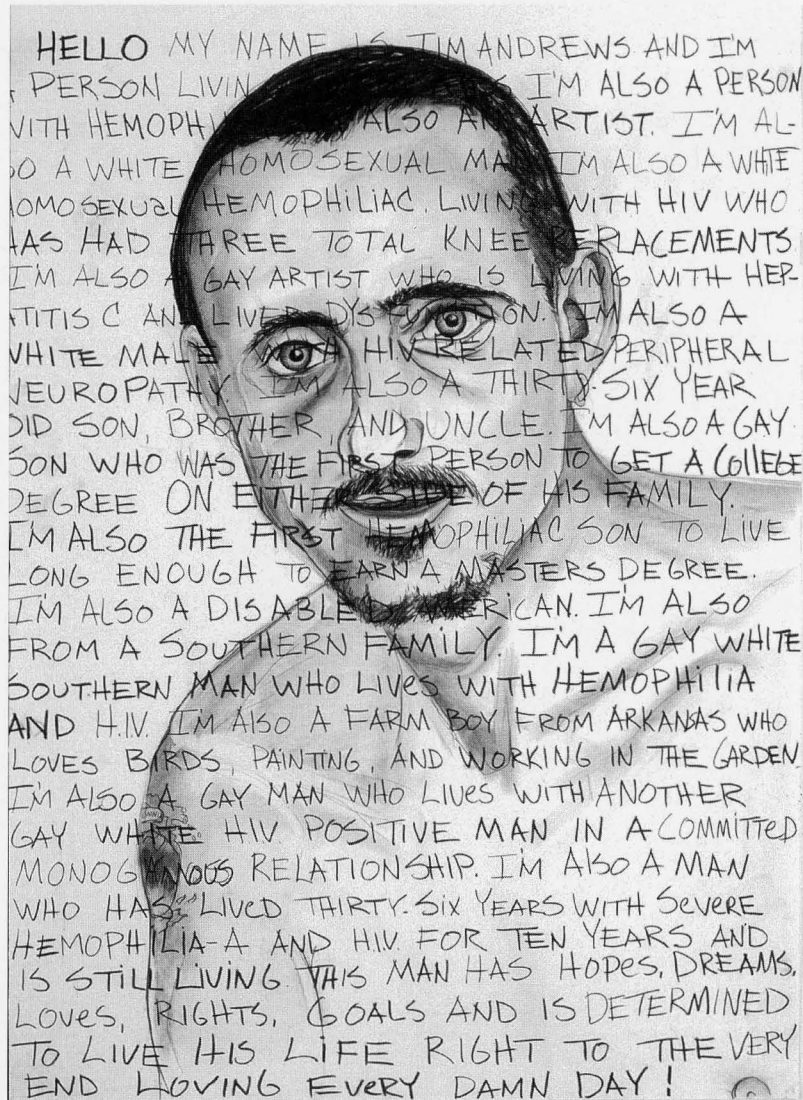 HELLO MY NAME IS TIM ANDREWS AND I'M
PERSON LIVIN I'M ALSO A PERSON
WITH HEMOPHI ALSO AN ARTIST. I'M AL-
SO A WHITE HOMOSEXUAL MAN I'M ALSO A WHITE
HOMOSEXUAL HEMOPHILIAC. LIVING WITH HIV WHO
HAS HAD THREE TOTAL KNEE REPLACEMENTS
I'M ALSO A GAY ARTIST WHO IS LIVING WITH HEP-
ATITIS C AND LIVER DYSFUNCTION. I'M ALSO A
WHITE MALE WITH HIV RELATED PERIPHERAL
NEUROPATHY. I'M ALSO A THIRTY-SIX YEAR
OLD SON, BROTHER, AND UNCLE. I'M ALSO A GAY
SON WHO WAS THE FIRST PERSON TO GET A COLLEGE
DEGREE ON EITHER SIDE OF HIS FAMILY.
I'M ALSO THE FIRST HEMOPHILIAC SON TO LIVE
LONG ENOUGH TO EARN A MASTERS DEGREE.
I'M ALSO A DISABLED AMERICAN. I'M ALSO
FROM A SOUTHERN FAMILY. I'M A GAY WHITE
SOUTHERN MAN WHO LIVES WITH HEMOPHILIA
AND H.I.V. I'M ALSO A FARM BOY FROM ARKANSAS WHO
LOVES BIRDS, PAINTING, AND WORKING IN THE GARDEN
I'M ALSO A GAY MAN WHO LIVES WITH ANOTHER
GAY WHITE HIV POSITIVE MAN IN A COMMITTED
MONOGAMOUS RELATIONSHIP. I'M ALSO A MAN
WHO HAS LIVED THIRTY-SIX YEARS WITH SEVERE
HEMOPHILIA-A AND HIV FOR TEN YEARS AND
IS STILL LIVING. THIS MAN HAS HOPES, DREAMS,
LOVES, RIGHTS, GOALS AND IS DETERMINED
TO LIVE HIS LIFE RIGHT TO THE VERY
END LOVING EVERY DAMN DAY!